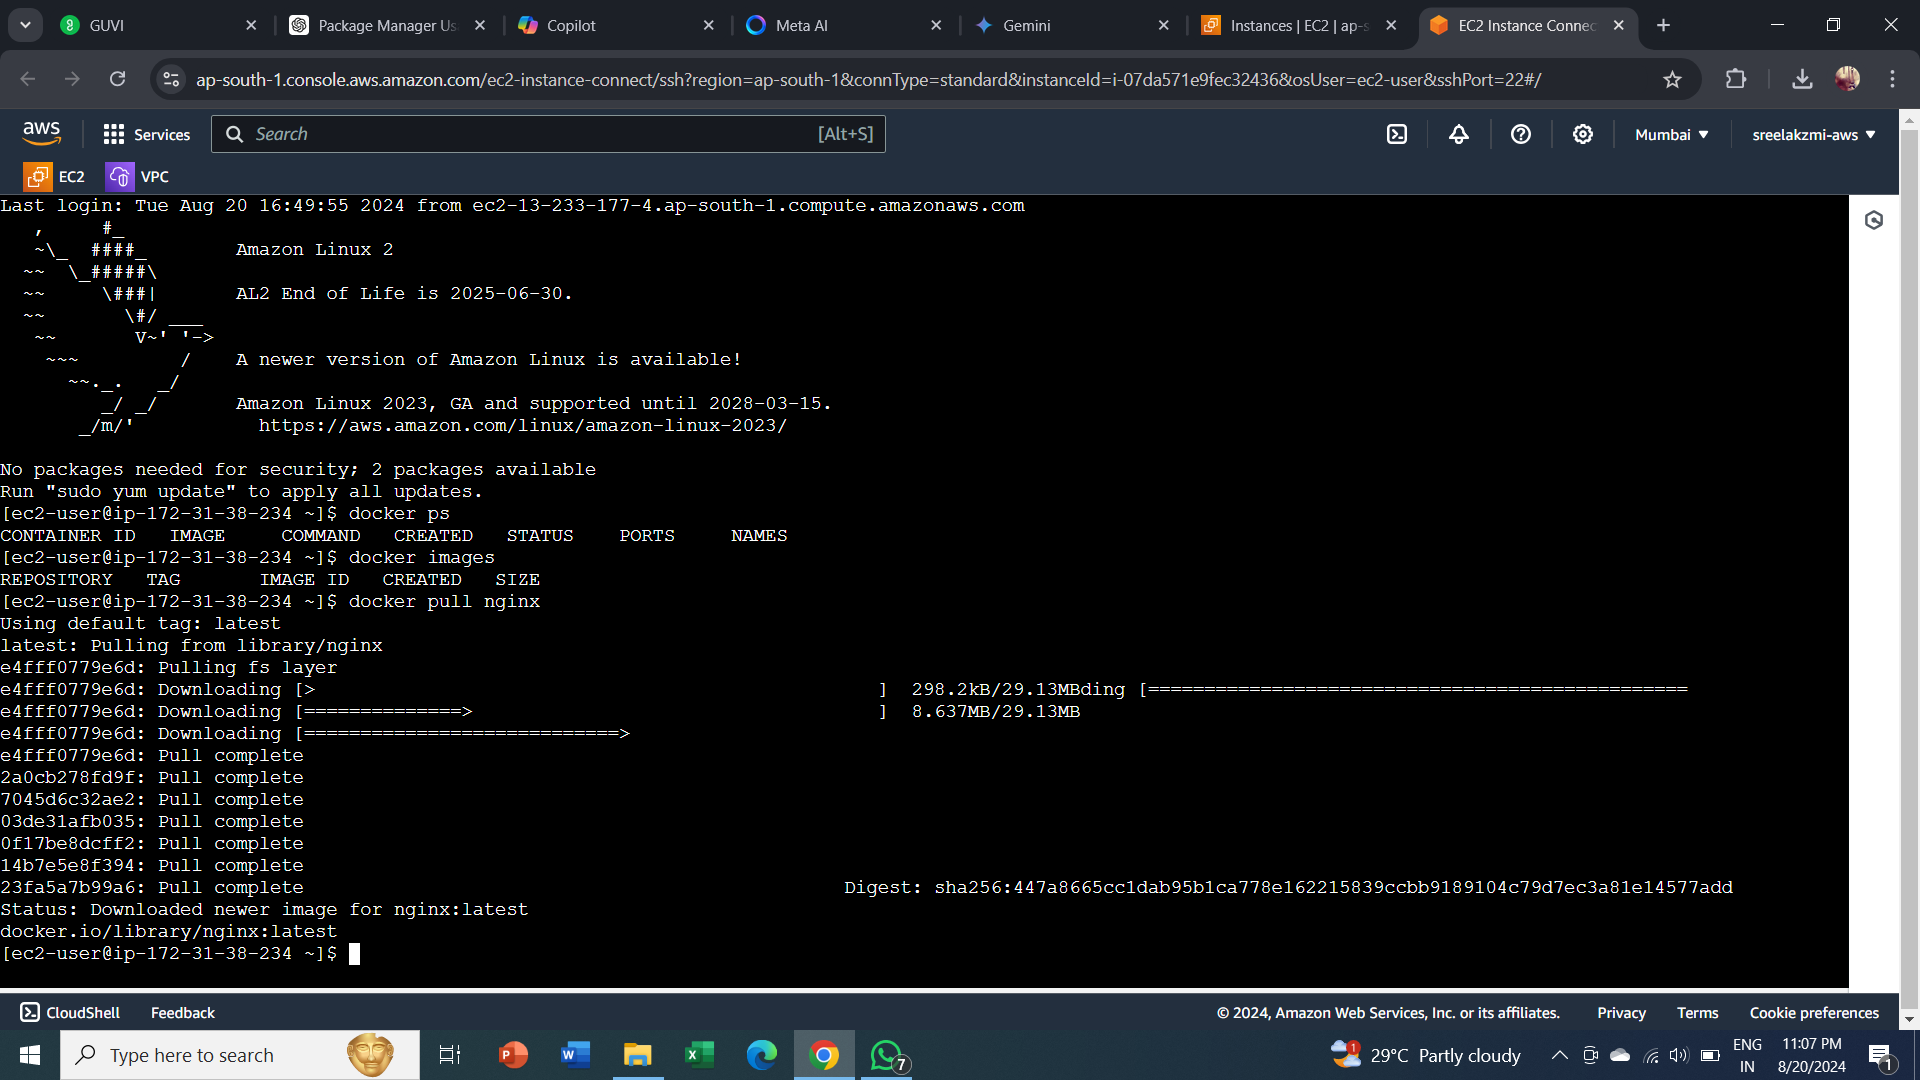 GUVI
Package Manager Us
Copilot
Meta AI
Gemini
Instances | EC2 | ap-s
EC2 Instance Connec
ap-south-1.console.aws.amazon.com/ec2-instance-connect/ssh?region=ap-south-1&connType=standard&instanceId=i-07da571e9fec32436&osUser=ec2-user&sshPort=22#/
aws
Services
Search
[Alt+S]
Mumbai
sreelakzmi-aws
EC2
VPC
Last login: Tue Aug 20 16:49:55 2024 from ec2-13-233-177-4.ap-south-1.compute.amazonaws.com
   ,     #_
   ~\_  ####_        Amazon Linux 2
  ~~  \_#####\
  ~~     \###|       AL2 End of Life is 2025-06-30.
  ~~       \#/ ___
   ~~       V~' '->
    ~~~         /    A newer version of Amazon Linux is available!
      ~~._.   _/
         _/ _/       Amazon Linux 2023, GA and supported until 2028-03-15.
       _/m/'           https://aws.amazon.com/linux/amazon-linux-2023/
No packages needed for security; 2 packages available
Run "sudo yum update" to apply all updates.
[ec2-user@ip-172-31-38-234 ~]$ docker ps
CONTAINER ID   IMAGE     COMMAND   CREATED   STATUS    PORTS     NAMES
[ec2-user@ip-172-31-38-234 ~]$ docker images
REPOSITORY   TAG       IMAGE ID   CREATED   SIZE
[ec2-user@ip-172-31-38-234 ~]$ docker pull nginx
Using default tag: latest
latest: Pulling from library/nginx
e4fff0779e6d: Pulling fs layer
e4fff0779e6d: Downloading [>                                                  ]  298.2kB/29.13MBding [================================================
e4fff0779e6d: Downloading [==============>                                    ]  8.637MB/29.13MB
e4fff0779e6d: Downloading [============================>
e4fff0779e6d: Pull complete
2a0cb278fd9f: Pull complete
7045d6c32ae2: Pull complete
03de31afb035: Pull complete
0f17be8dcff2: Pull complete
14b7e5e8f394: Pull complete
23fa5a7b99a6: Pull complete                                                Digest: sha256:447a8665cc1dab95b1ca778e162215839ccbb9189104c79d7ec3a81e14577add
Status: Downloaded newer image for nginx:latest
docker.io/library/nginx:latest
[ec2-user@ip-172-31-38-234 ~]$
CloudShell
Feedback
© 2024, Amazon Web Services, Inc. or its affiliates.
Privacy
Terms
Cookie preferences
Type here to search
7
1
29°C Partly cloudy
ENG
IN
11:07 PM
8/20/2024
1